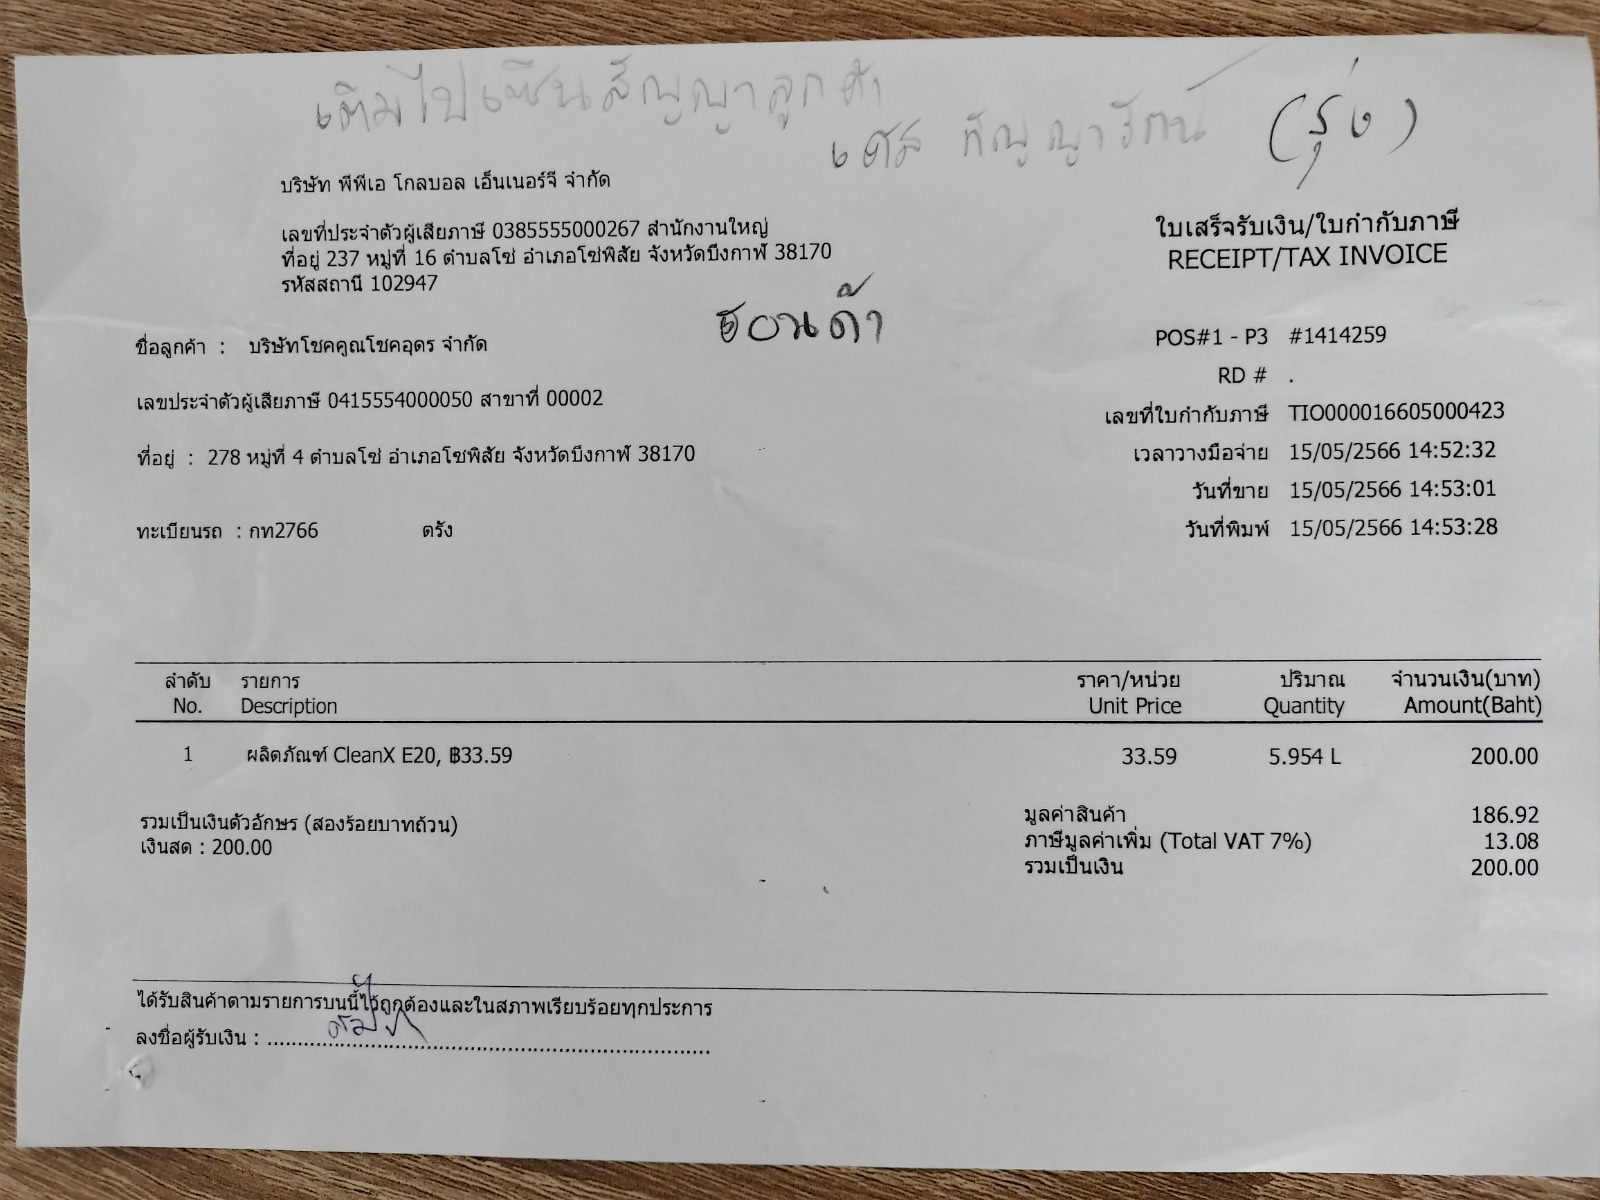 เติมไปเซ็นสัญญาลูกค้า
เคส กัญญารัตน์ (รุ่ง)
บริษัท พีพีเอ โกลบอล เอ็นเนอร์จี จำกัด
เลขที่ประจำตัวผู้เสียภาษี 0385555000267 สำนักงานใหญ่
ที่อยู่ 237 หมู่ที่ 16 ตำบลโซ่ อำเภอโซ่พิสัย จังหวัดบึงกาฬ 38170
รหัสสถานี 102947
ใบเสร็จรับเงิน/ใบกำกับภาษี
RECEIPT/TAX INVOICE
ฮอนด้า
ชื่อลูกค้า : บริษัทโชคคูณโชคอุดร จำกัด
เลขประจำตัวผู้เสียภาษี 0415554000050 สาขาที่ 00002
ที่อยู่ : 278 หมู่ที่ 4 ตำบลโซ่ อำเภอโซพิสัย จังหวัดบึงกาฬ 38170
ทะเบียนรถ : กท2766 ตรัง
POS#1 - P3 #1414259
RD # .
เลขที่ใบกำกับภาษี TIO000016605000423
เวลาวางมือจ่าย 15/05/2566 14:52:32
วันที่ขาย 15/05/2566 14:53:01
วันที่พิมพ์ 15/05/2566 14:53:28
ลำดับ รายการ ราคา/หน่วย ปริมาณ จำนวนเงิน(บาท)
No. Description Unit Price Quantity Amount(Baht)
1 ผลิตภัณฑ์ CleanX E20, ฿33.59 33.59 5.954 L 200.00
รวมเป็นเงินตัวอักษร (สองร้อยบาทถ้วน)
เงินสด : 200.00
มูลค่าสินค้า 186.92
ภาษีมูลค่าเพิ่ม (Total VAT 7%) 13.08
รวมเป็นเงิน 200.00
ได้รับสินค้าตามรายการบนนี้ไว้ถูกต้องและในสภาพเรียบร้อยทุกประการ
ลงชื่อผู้รับเงิน : ..........................................................................